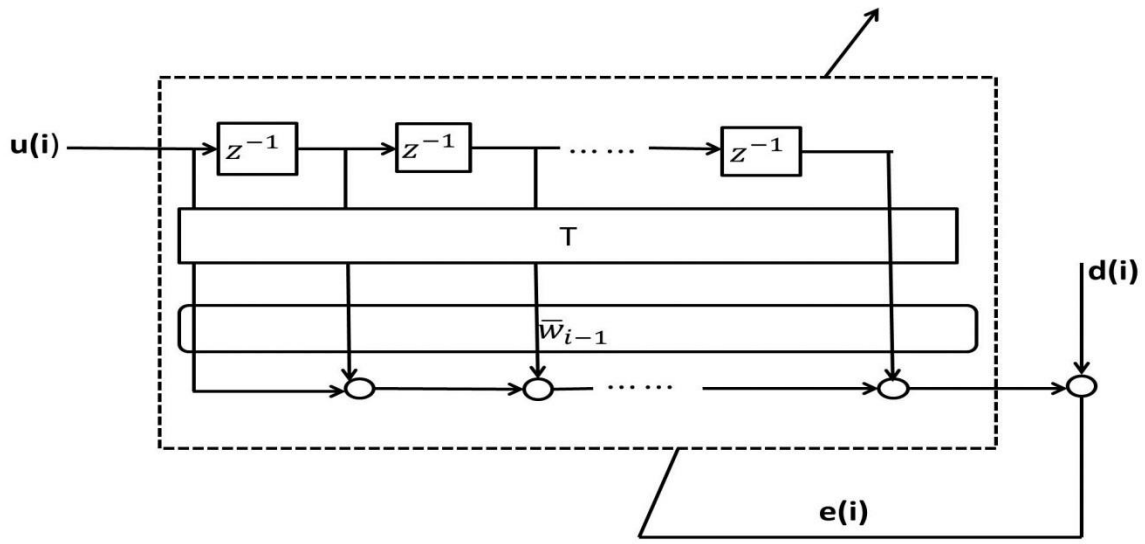 u(i)
z⁻¹
z⁻¹
... ...
z⁻¹
T
d(i)
w̅ᵢ₋₁
... ...
e(i)